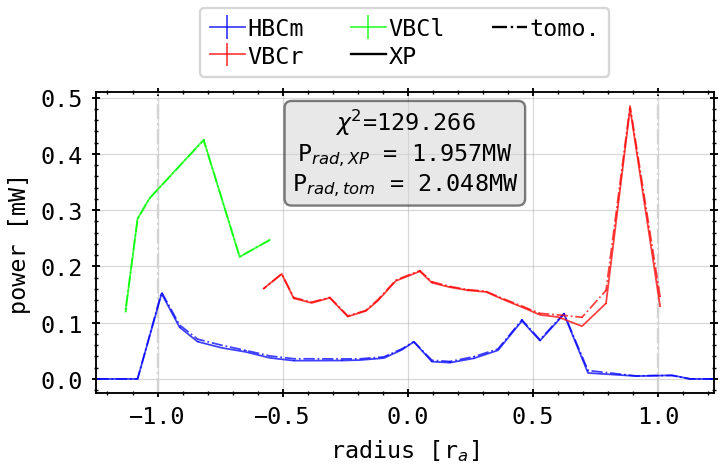 HBCm VBCl tomo.
VBCr XP
χ²=129.266
P_rad,XP = 1.957MW
P_rad,tom = 2.048MW
power [mW]
0.5
0.4
0.3
0.2
0.1
0.0
−1.0 −0.5 0.0 0.5 1.0
radius [r_a]